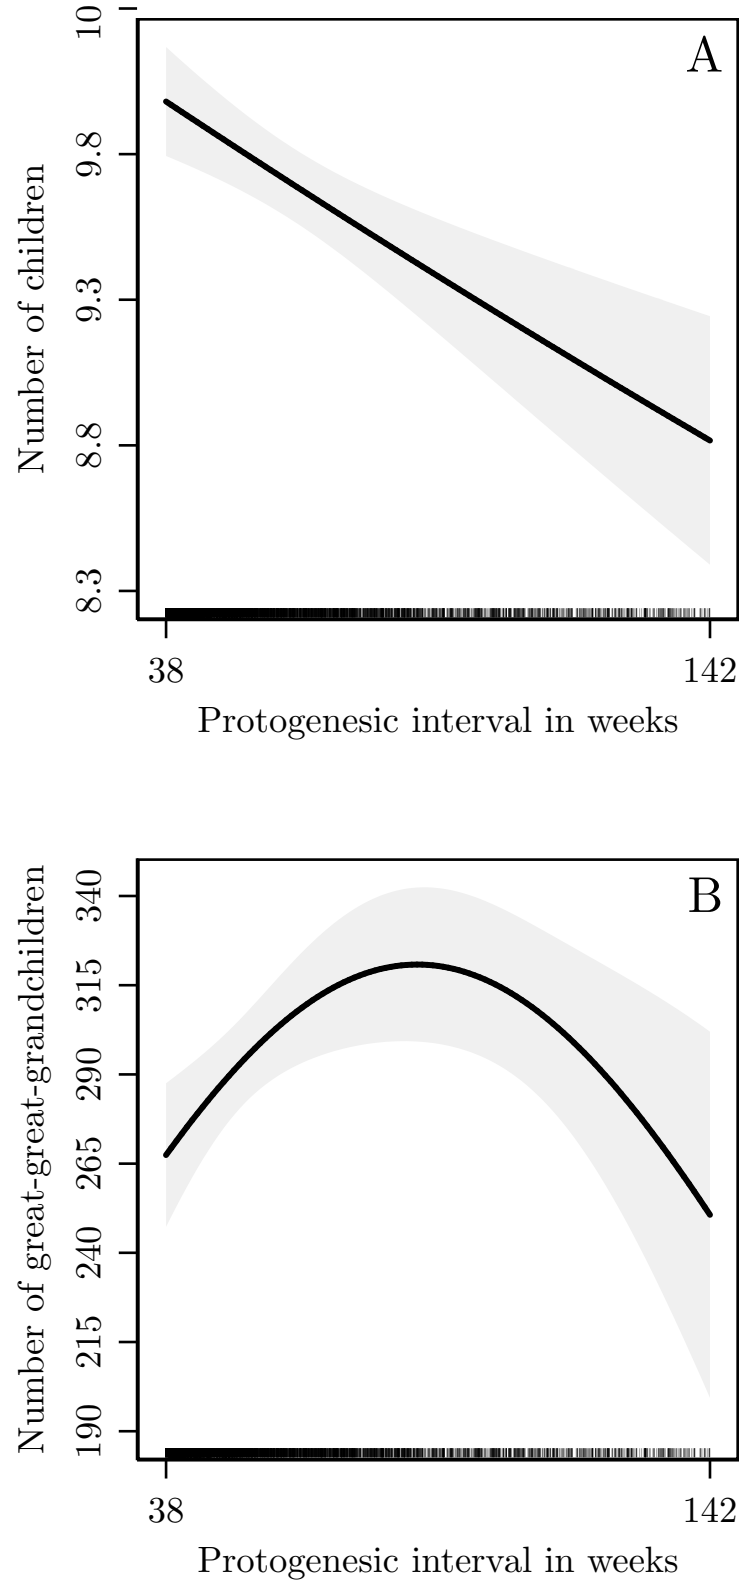 A
Number of children
10
9.8
9.3
8.8
8.3
38
142
Protogenesic interval in weeks
B
Number of great-great-grandchildren
340
315
290
265
240
215
190
38
142
Protogenesic interval in weeks